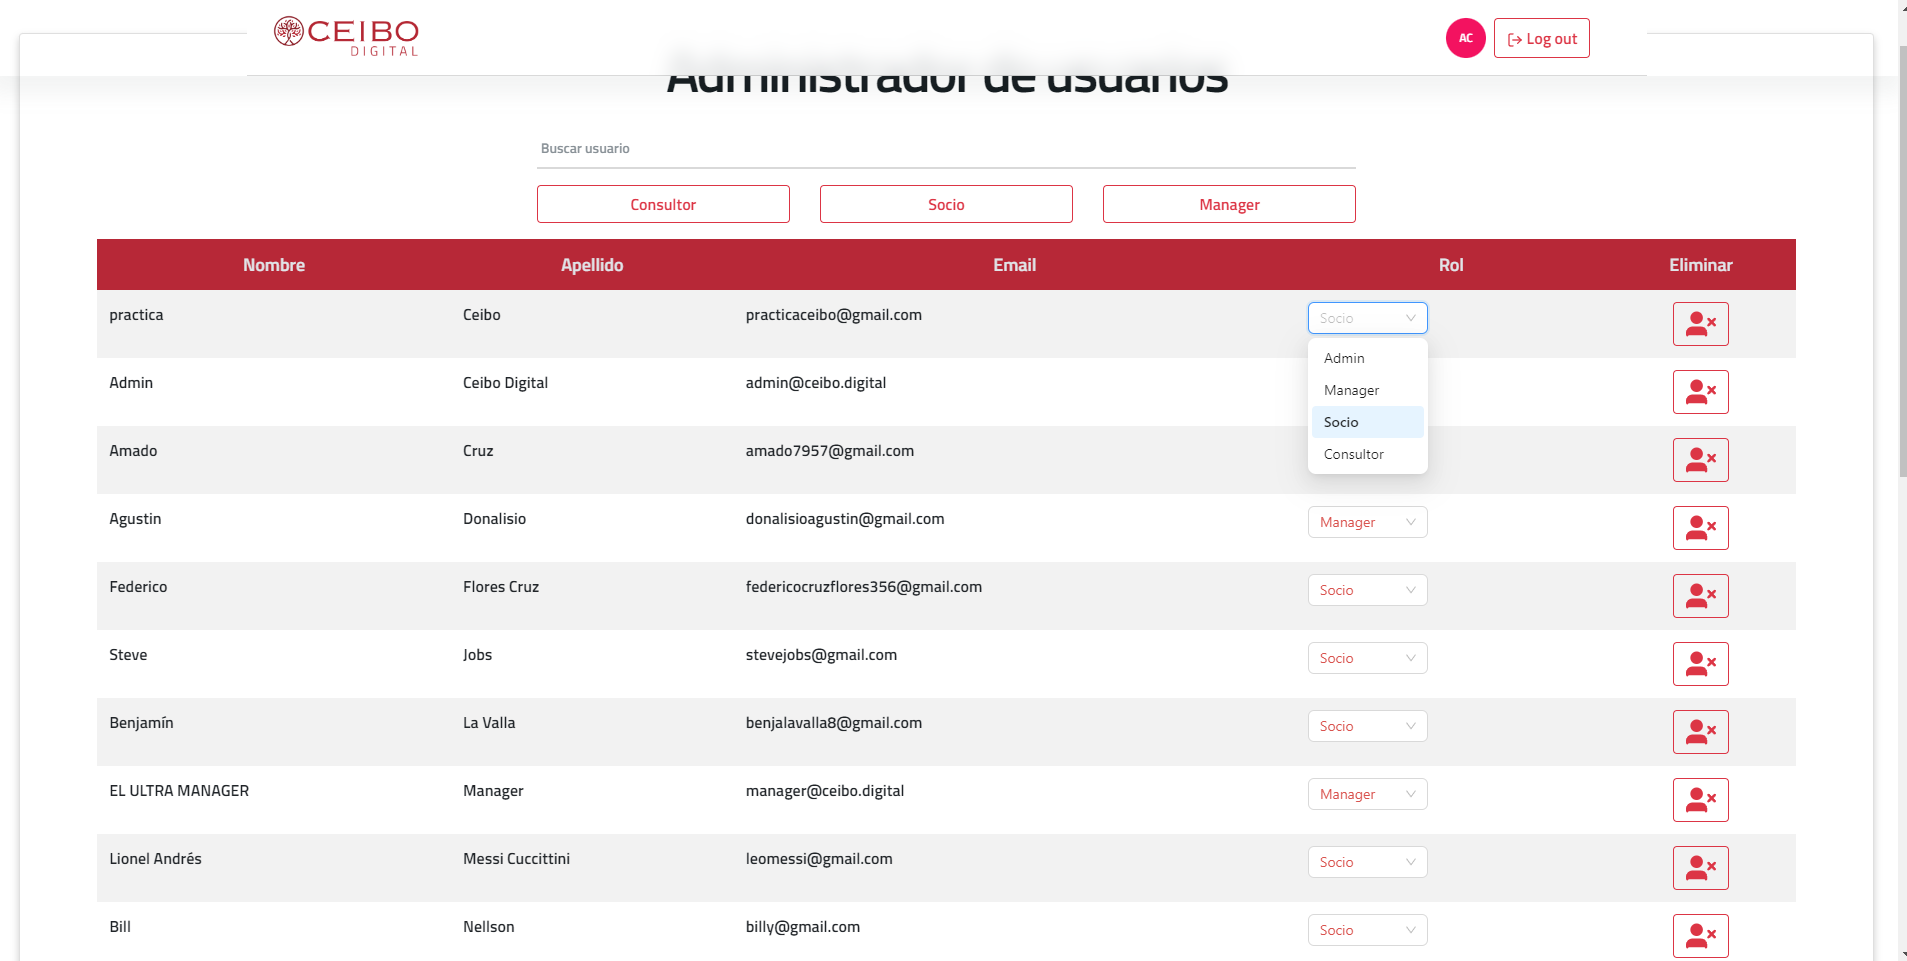 CEIBO
DIGITAL
AC
Log out
Administrador de usuarios
Buscar usuario
Consultor Socio Manager
Nombre Apellido Email Rol Eliminar
practica Ceibo practicaceibo@gmail.com Socio
Admin
Manager
Socio
Consultor
Admin Ceibo Digital admin@ceibo.digital
Amado Cruz amado7957@gmail.com
Agustin Donalisio donalisioagustin@gmail.com Manager
Federico Flores Cruz federicocruzflores356@gmail.com Socio
Steve Jobs stevejobs@gmail.com Socio
Benjamín La Valla benjalavalla8@gmail.com Socio
EL ULTRA MANAGER Manager manager@ceibo.digital Manager
Lionel Andrés Messi Cuccittini leomessi@gmail.com Socio
Bill Nellson billy@gmail.com Socio